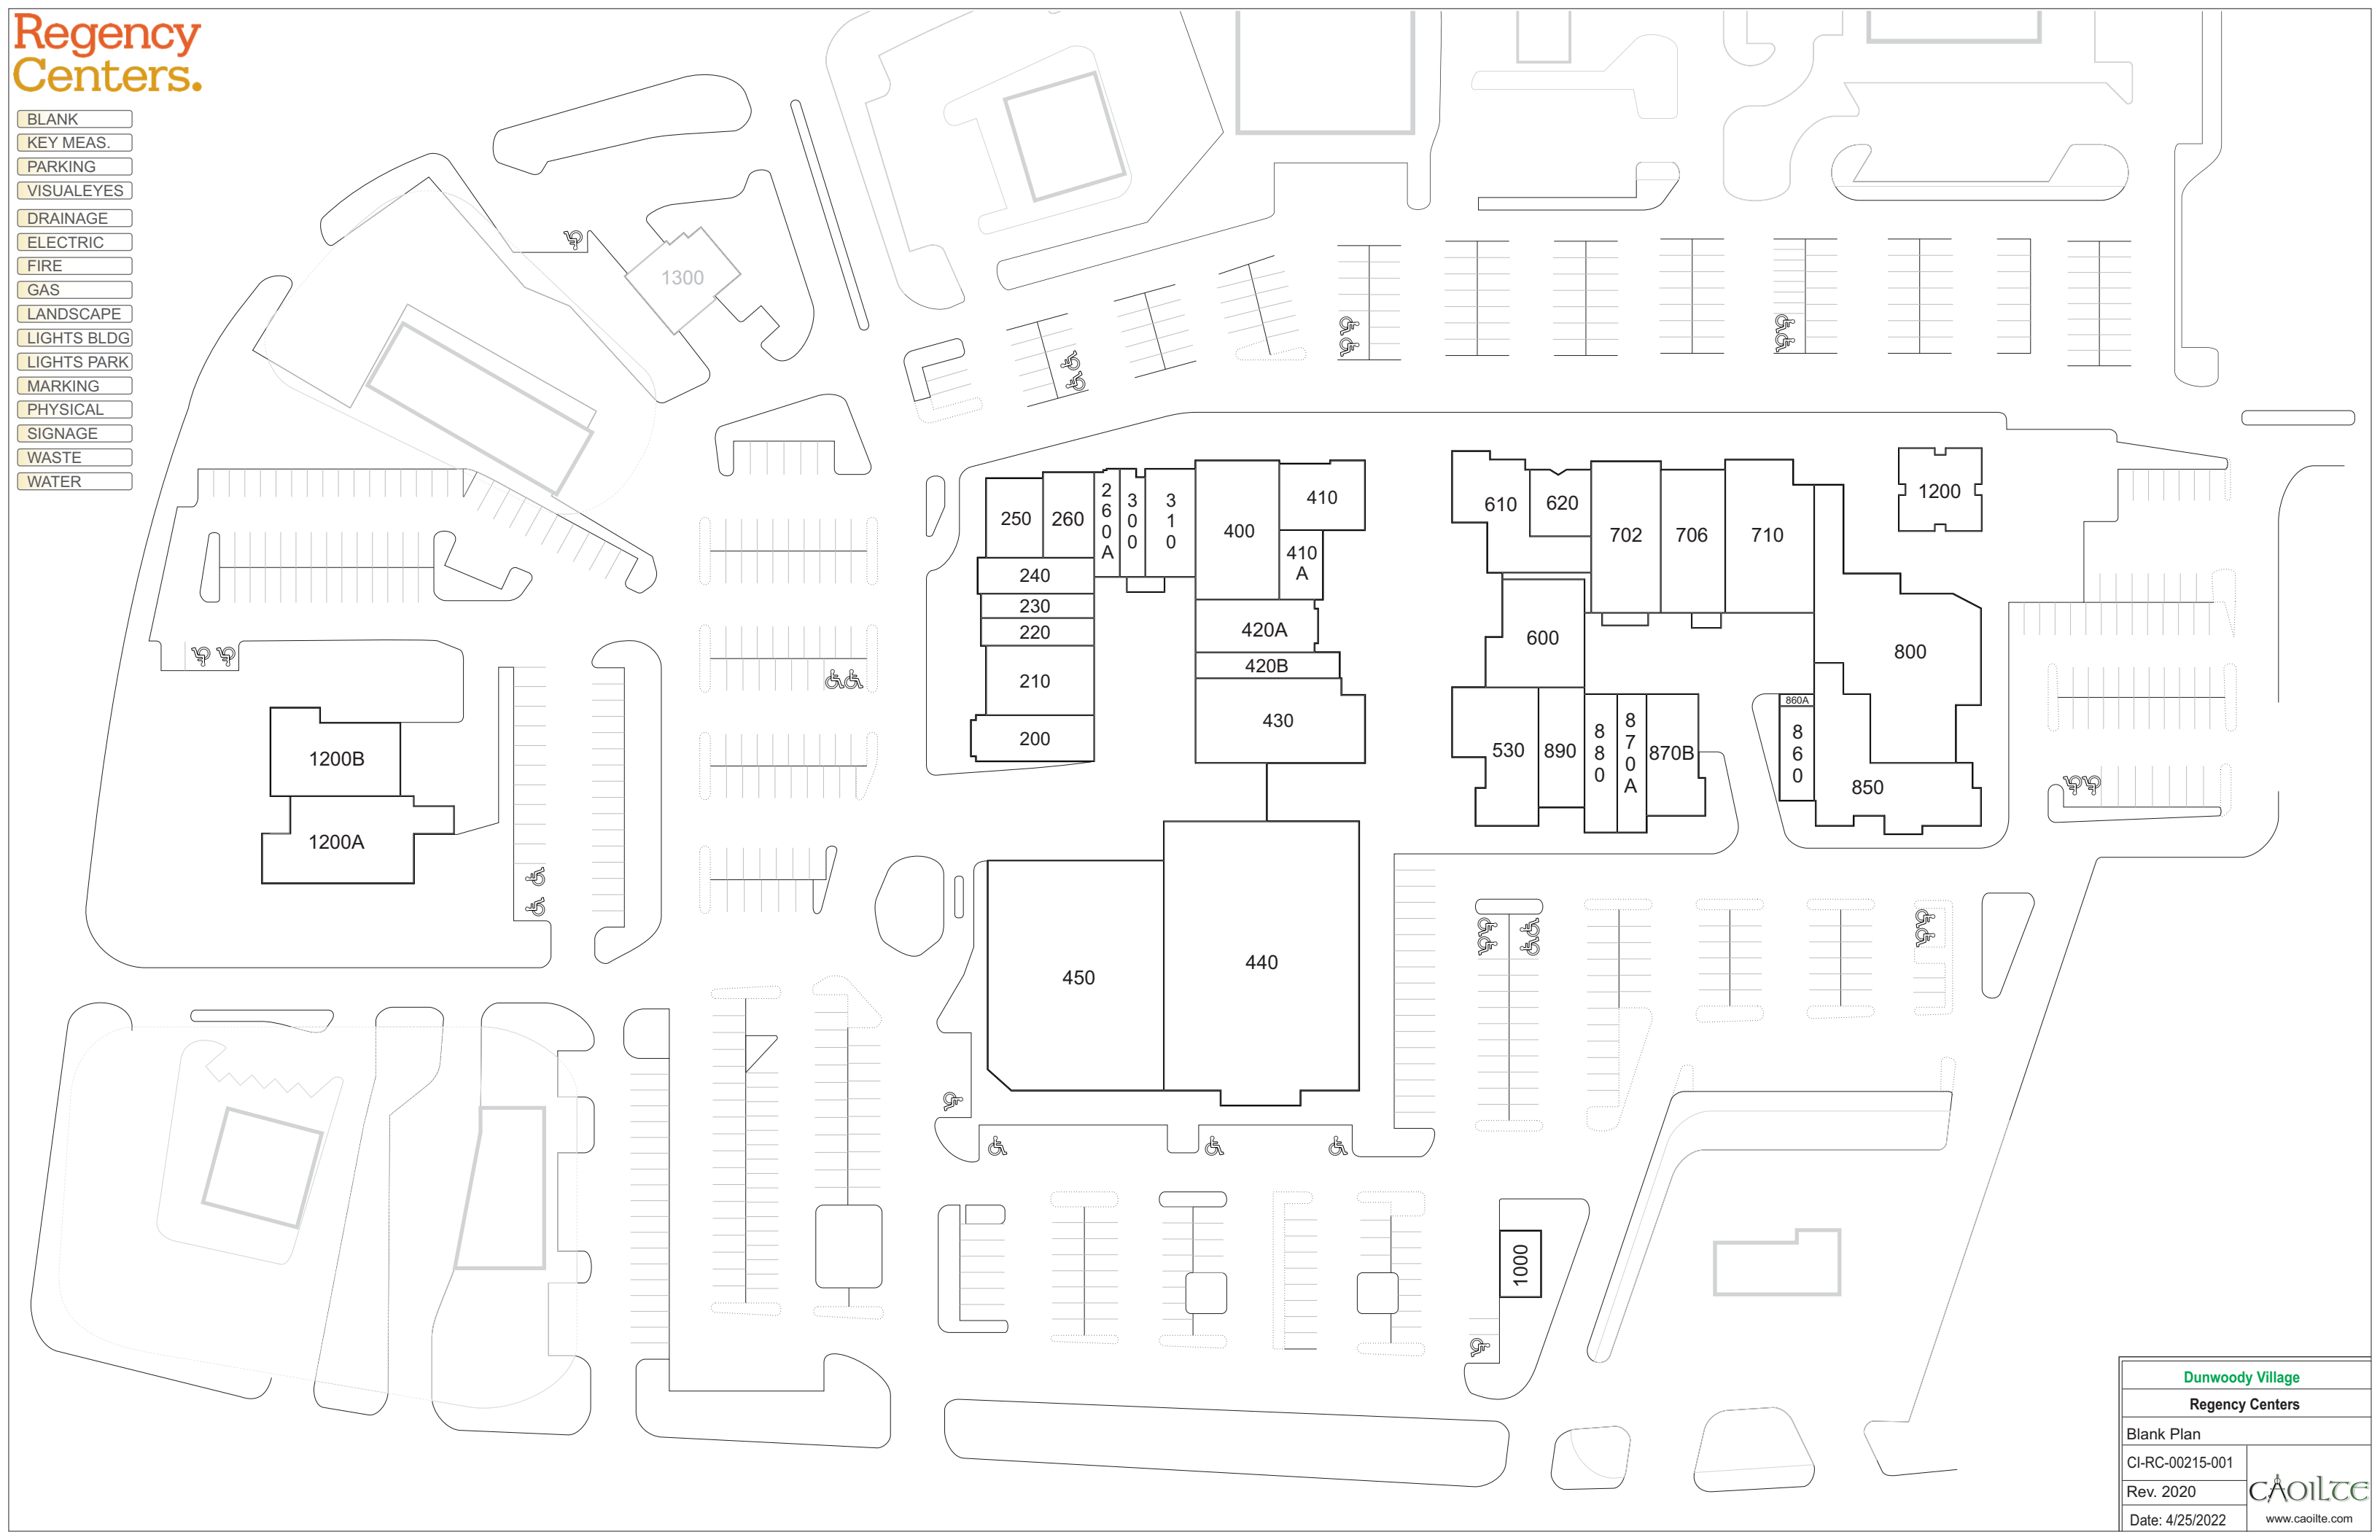 Regency
Centers.
BLANK
KEY MEAS.
PARKING
VISUALEYES
DRAINAGE
ELECTRIC
FIRE
GAS
LANDSCAPE
LIGHTS BLDG
LIGHTS PARK
MARKING
PHYSICAL
SIGNAGE
WASTE
WATER
1300
250
260
260A
300
310
400
410
410
A
240
230
220
210
200
420A
420B
430
610
620
702
706
710
1200
600
800
530
890
880
870A
870B
860A
860
850
1200B
1200A
450
440
1000
Dunwoody Village
Regency Centers
Blank Plan
CI-RC-00215-001
Rev. 2020
Date: 4/25/2022
CAOILTE
www.caoilte.com